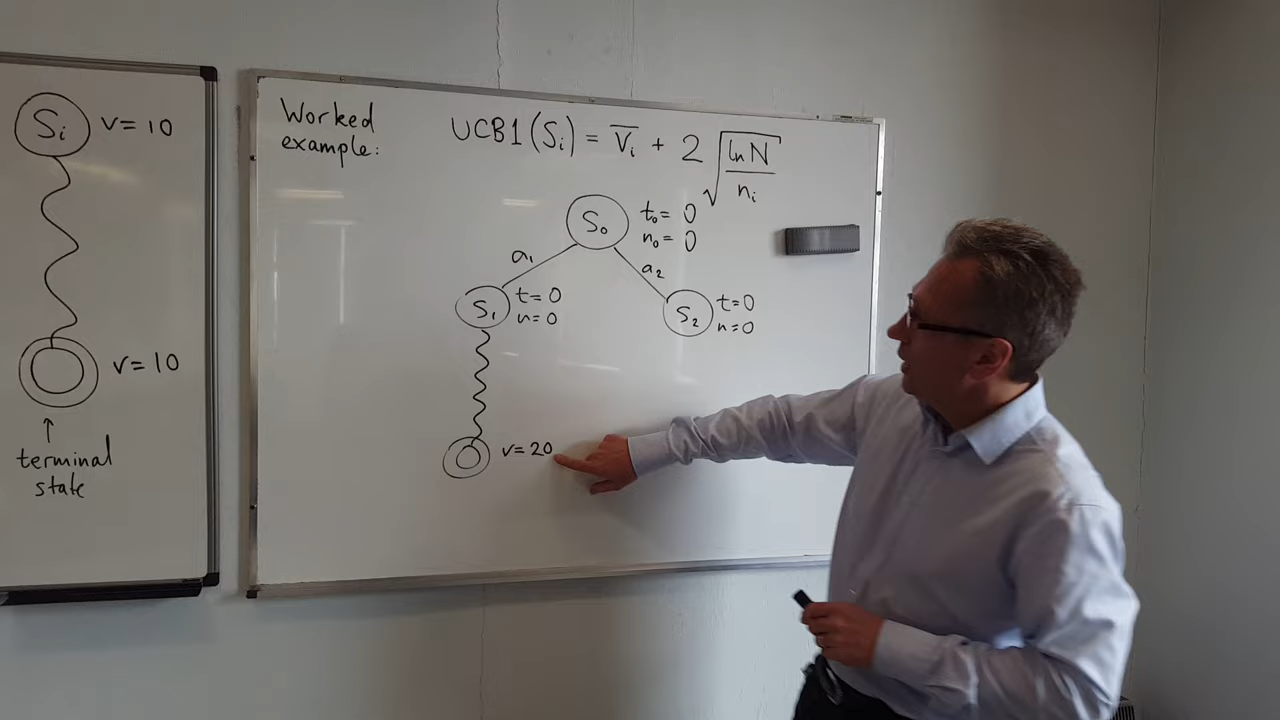 Si v = 10
v = 10
↑
terminal
state
Worked
example:
UCB1(Si) = V̄i + 2 √(ln N / ni)
S0 t0 = 0
n0 = 0
a1 a2
S1 t = 0
n = 0
S2 t = 0
n = 0
v = 20